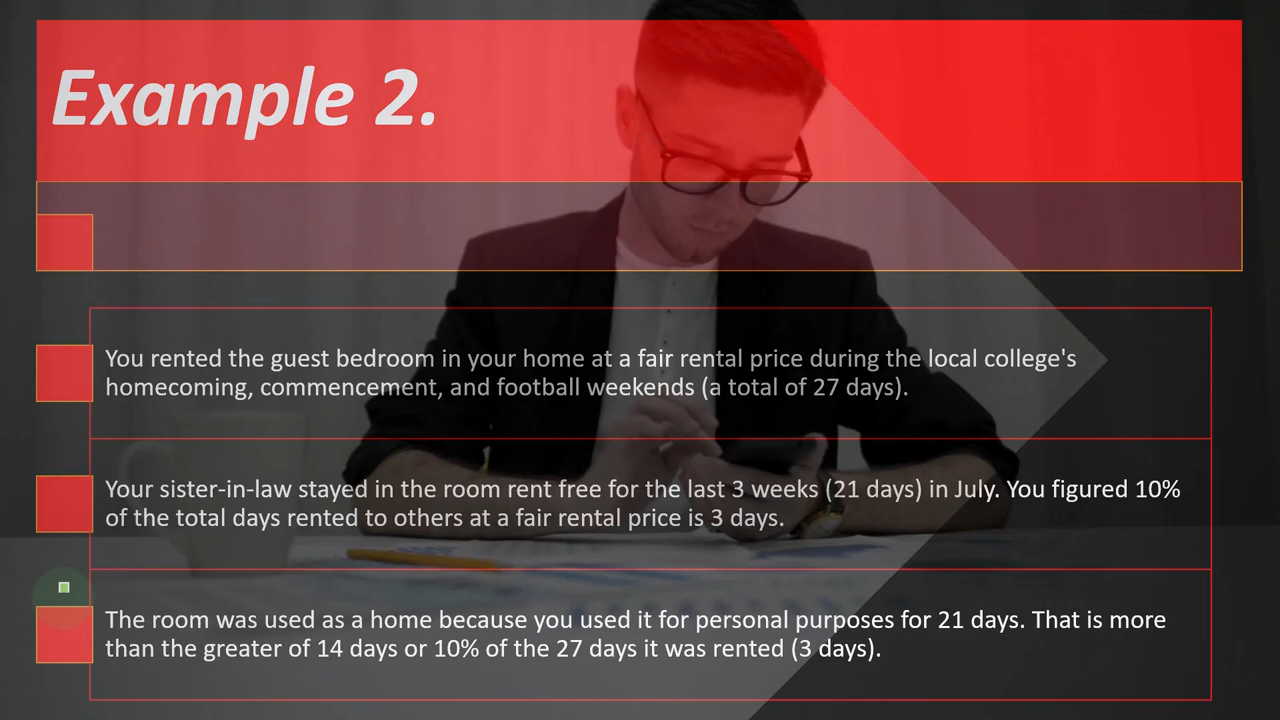 Example 2.
You rented the guest bedroom in your home at a fair rental price during the local college's
homecoming, commencement, and football weekends (a total of 27 days).
Your sister-in-law stayed in the room rent free for the last 3 weeks (21 days) in July. You figured 10%
of the total days rented to others at a fair rental price is 3 days.
The room was used as a home because you used it for personal purposes for 21 days. That is more
than the greater of 14 days or 10% of the 27 days it was rented (3 days).